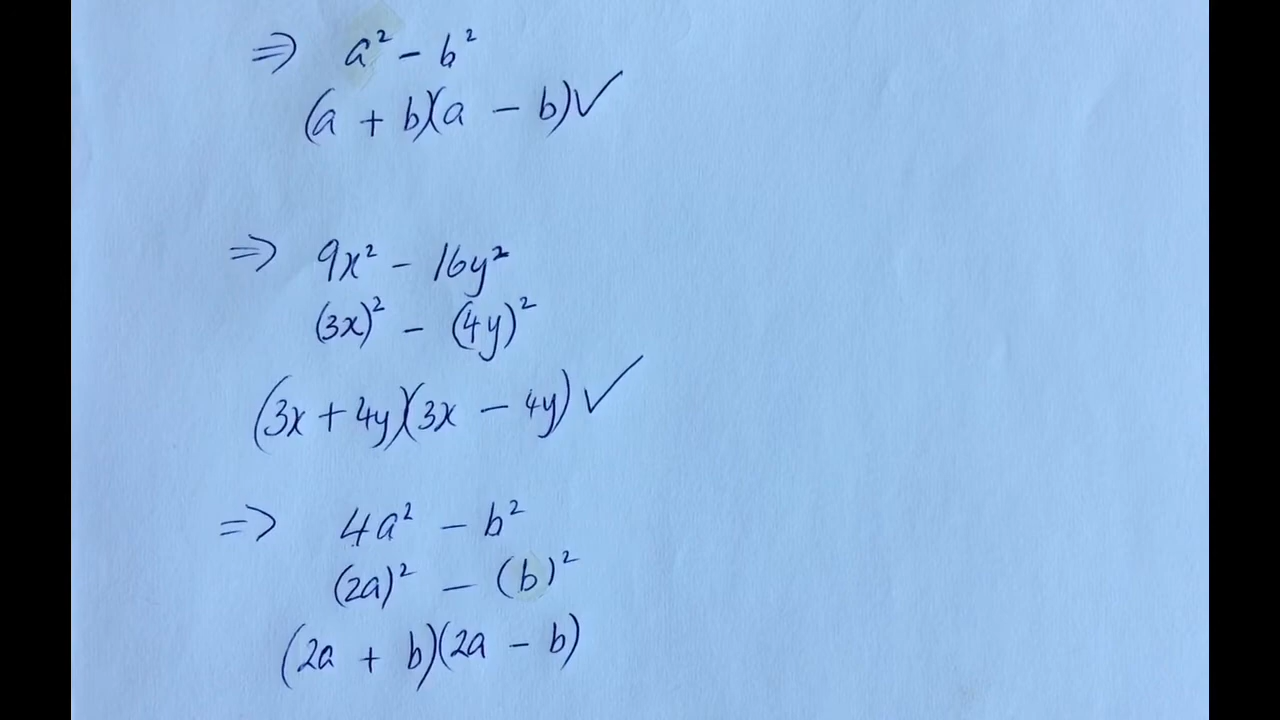 ⇒ a² − b²
(a + b)(a − b)✓
⇒ 9x² − 16y²
(3x)² − (4y)²
(3x + 4y)(3x − 4y)✓
⇒ 4a² − b²
(2a)² − (b)²
(2a + b)(2a − b)